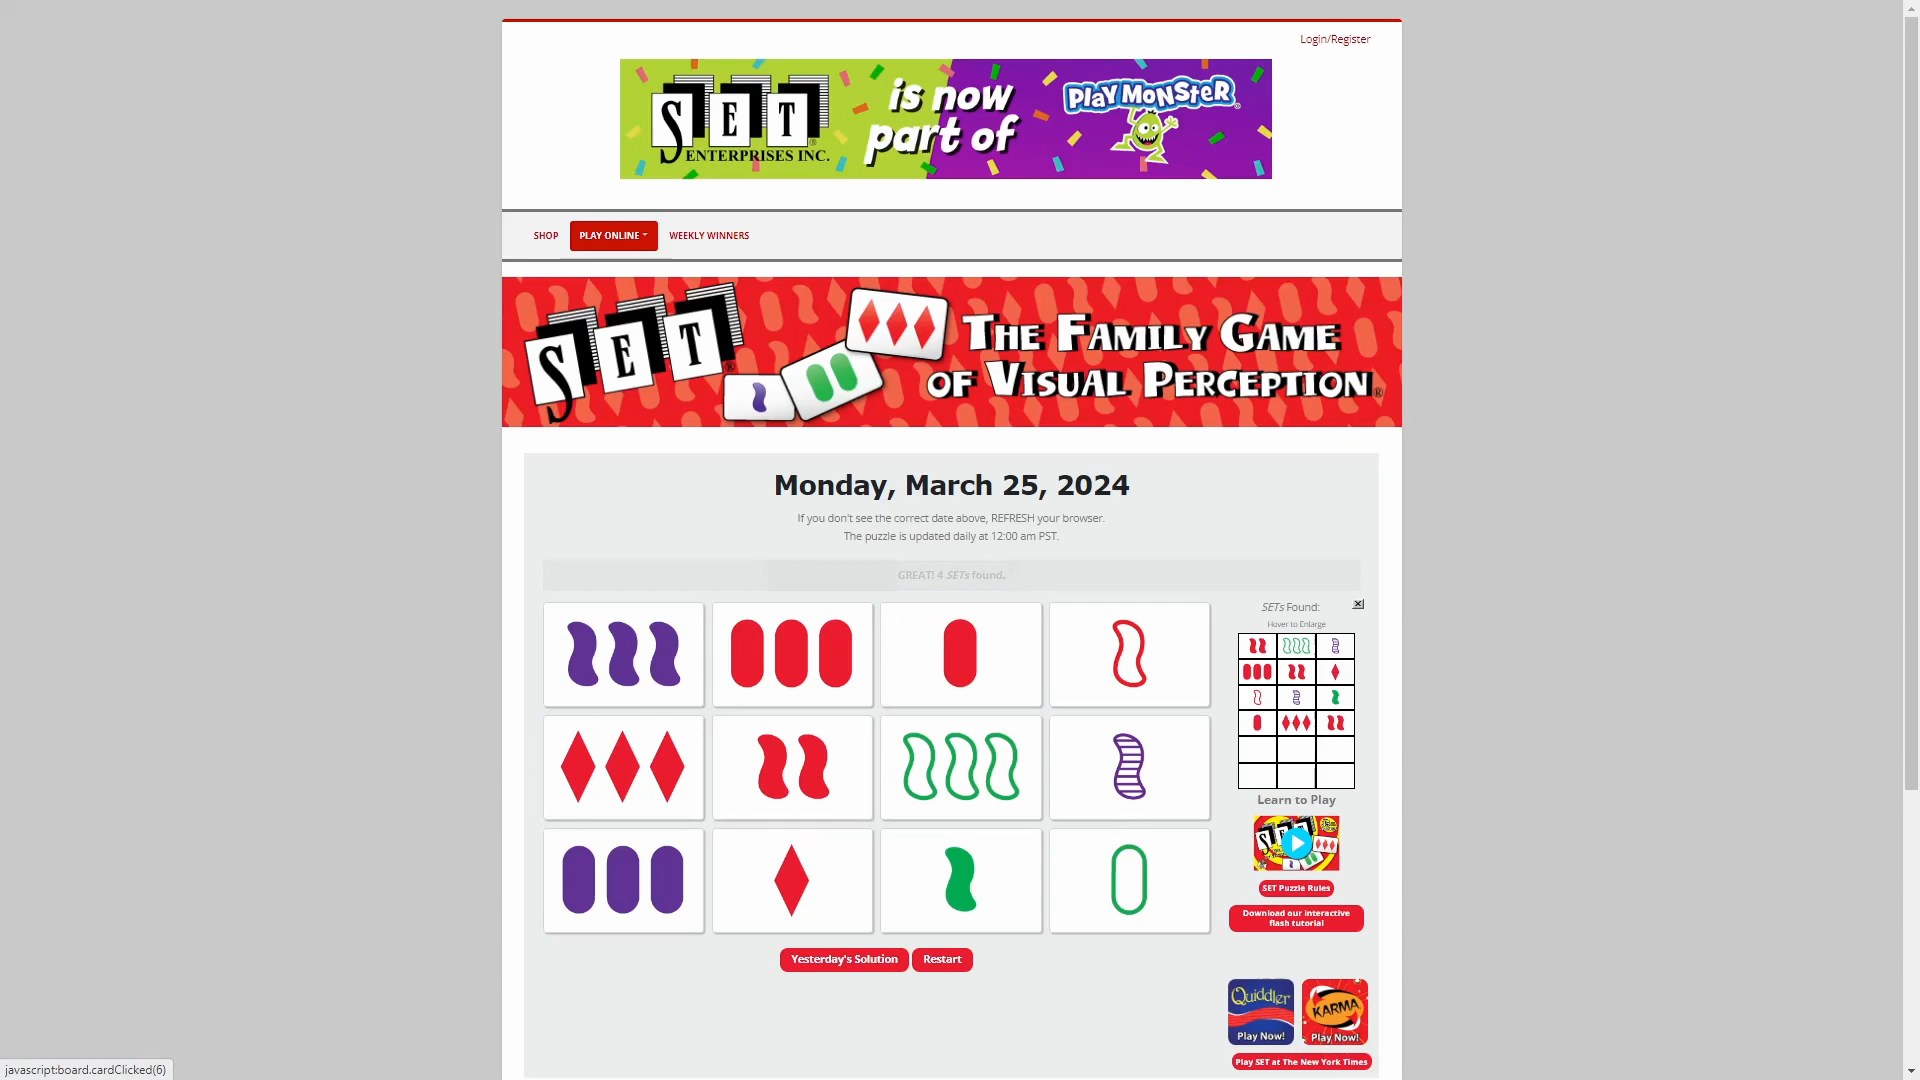 Login/Register
SET
ENTERPRISES INC.
is now
part of
PLAY MONSTER
SHOP
PLAY ONLINE
WEEKLY WINNERS
SET
THE FAMILY GAME
OF VISUAL PERCEPTION
Monday, March 25, 2024
If you don't see the correct date above, REFRESH your browser.
The puzzle is updated daily at 12:00 am PST.
GREAT! 4 SETs found.
SETs Found:
Hover to Enlarge
Learn to Play
SET
SET Puzzle Rules
Download our interactive
flash tutorial
Yesterday's Solution
Restart
Quiddler
Play Now!
KARMA
Play Now!
Play SET at The New York Times
javascript:board.cardClicked(6)